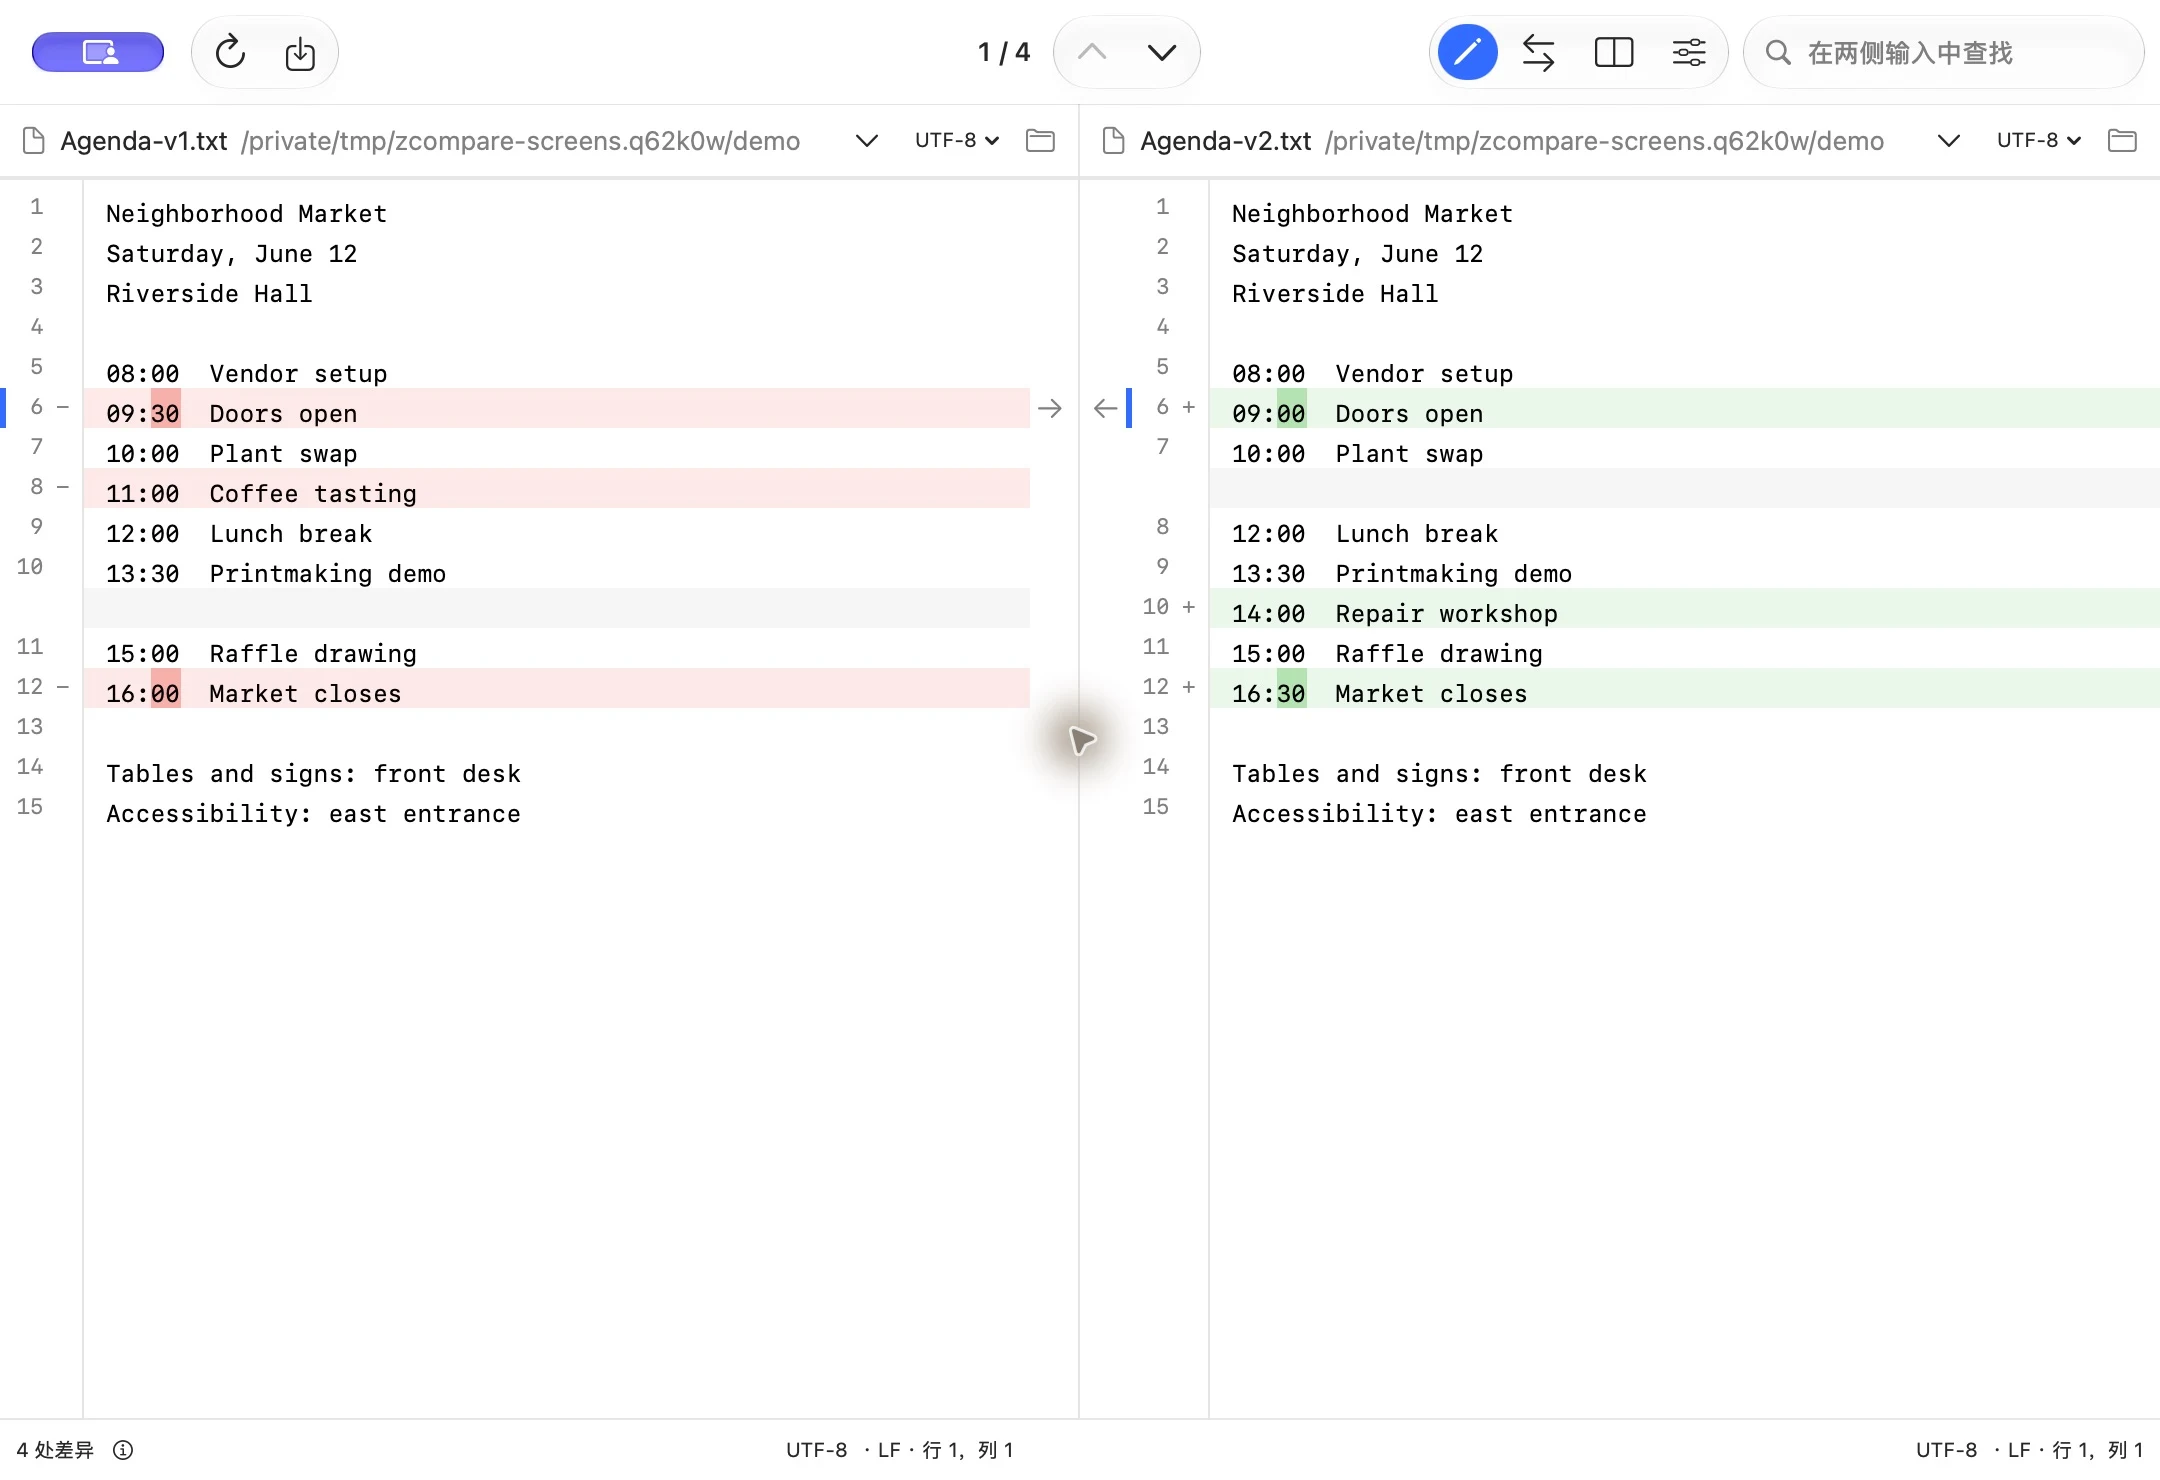 1 / 4
在两侧输入中查找
Agenda-v1.txt /private/tmp/zcompare-screens.q62k0w/demo UTF-8
1 Neighborhood Market
2 Saturday, June 12
3 Riverside Hall
4
5 08:00  Vendor setup
6 − 09:30  Doors open
7 10:00  Plant swap
8 − 11:00  Coffee tasting
9 12:00  Lunch break
10 13:30  Printmaking demo
11 15:00  Raffle drawing
12 − 16:00  Market closes
13
14 Tables and signs: front desk
15 Accessibility: east entrance
Agenda-v2.txt /private/tmp/zcompare-screens.q62k0w/demo UTF-8
1 Neighborhood Market
2 Saturday, June 12
3 Riverside Hall
4
5 08:00  Vendor setup
6 + 09:00  Doors open
7 10:00  Plant swap
8 12:00  Lunch break
9 13:30  Printmaking demo
10 + 14:00  Repair workshop
11 15:00  Raffle drawing
12 + 16:30  Market closes
13
14 Tables and signs: front desk
15 Accessibility: east entrance
4 处差异
UTF-8 · LF · 行 1, 列 1
UTF-8 · LF · 行 1, 列 1